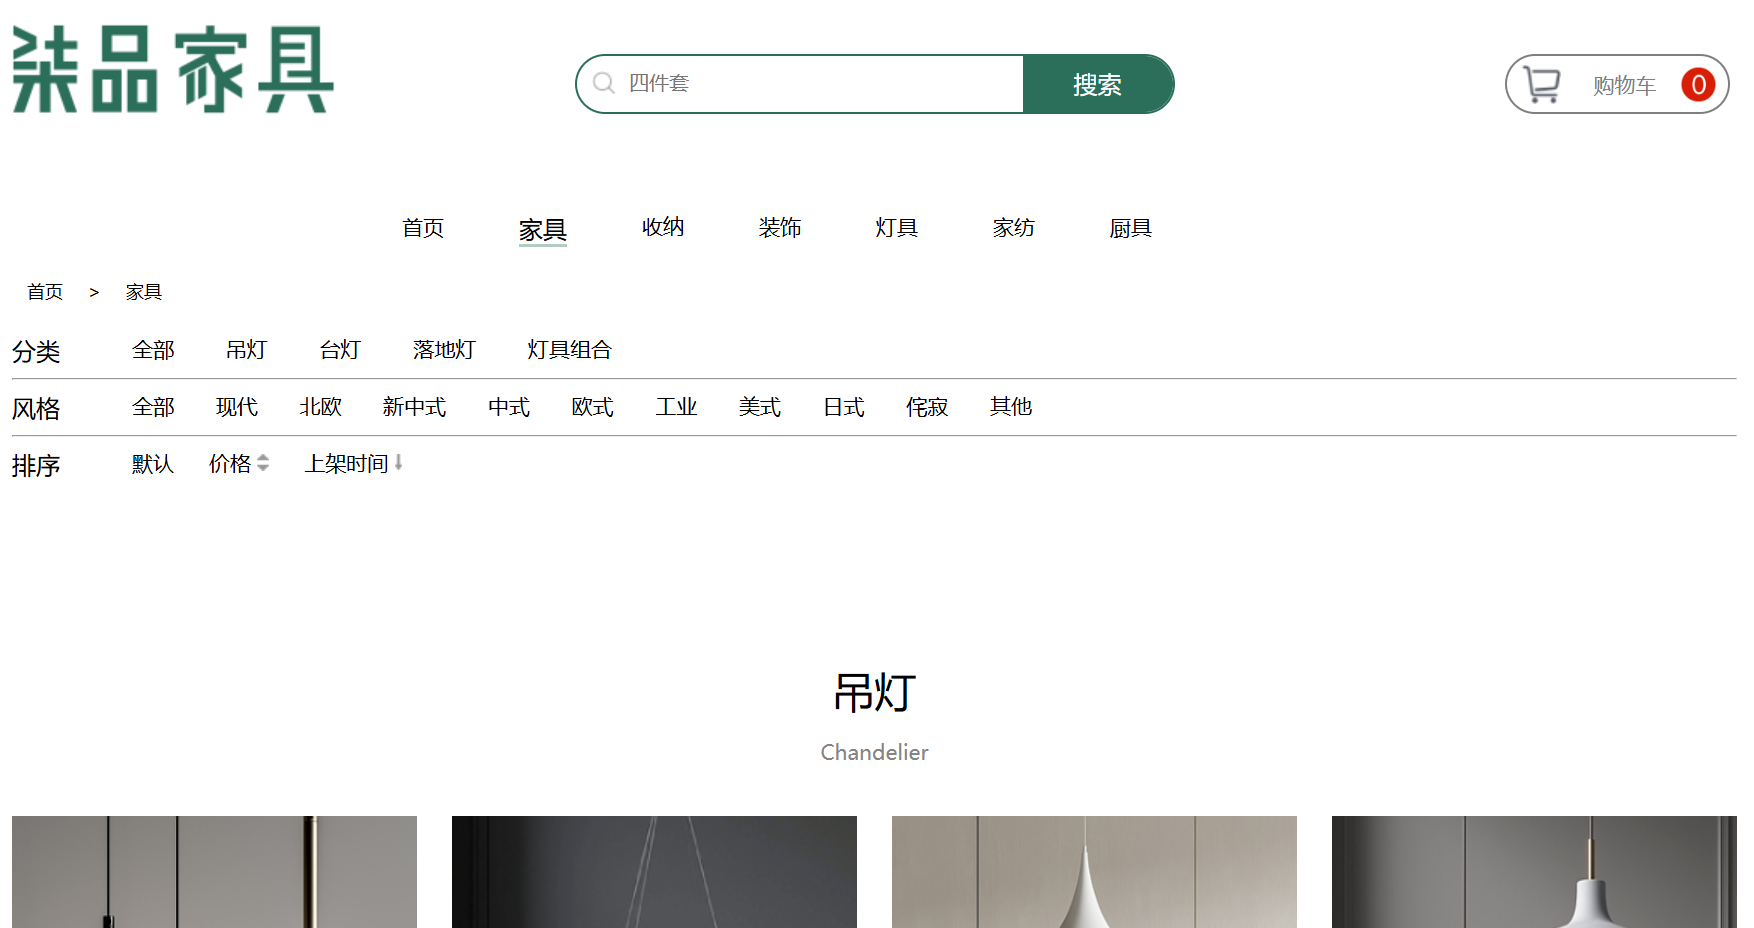 柒品家具
四件套 搜索 购物车 0
首页 家具 收纳 装饰 灯具 家纺 厨具
首页 > 家具
分类 全部 吊灯 台灯 落地灯 灯具组合
风格 全部 现代 北欧 新中式 中式 欧式 工业 美式 日式 侘寂 其他
排序 默认 价格 上架时间
吊灯
Chandelier